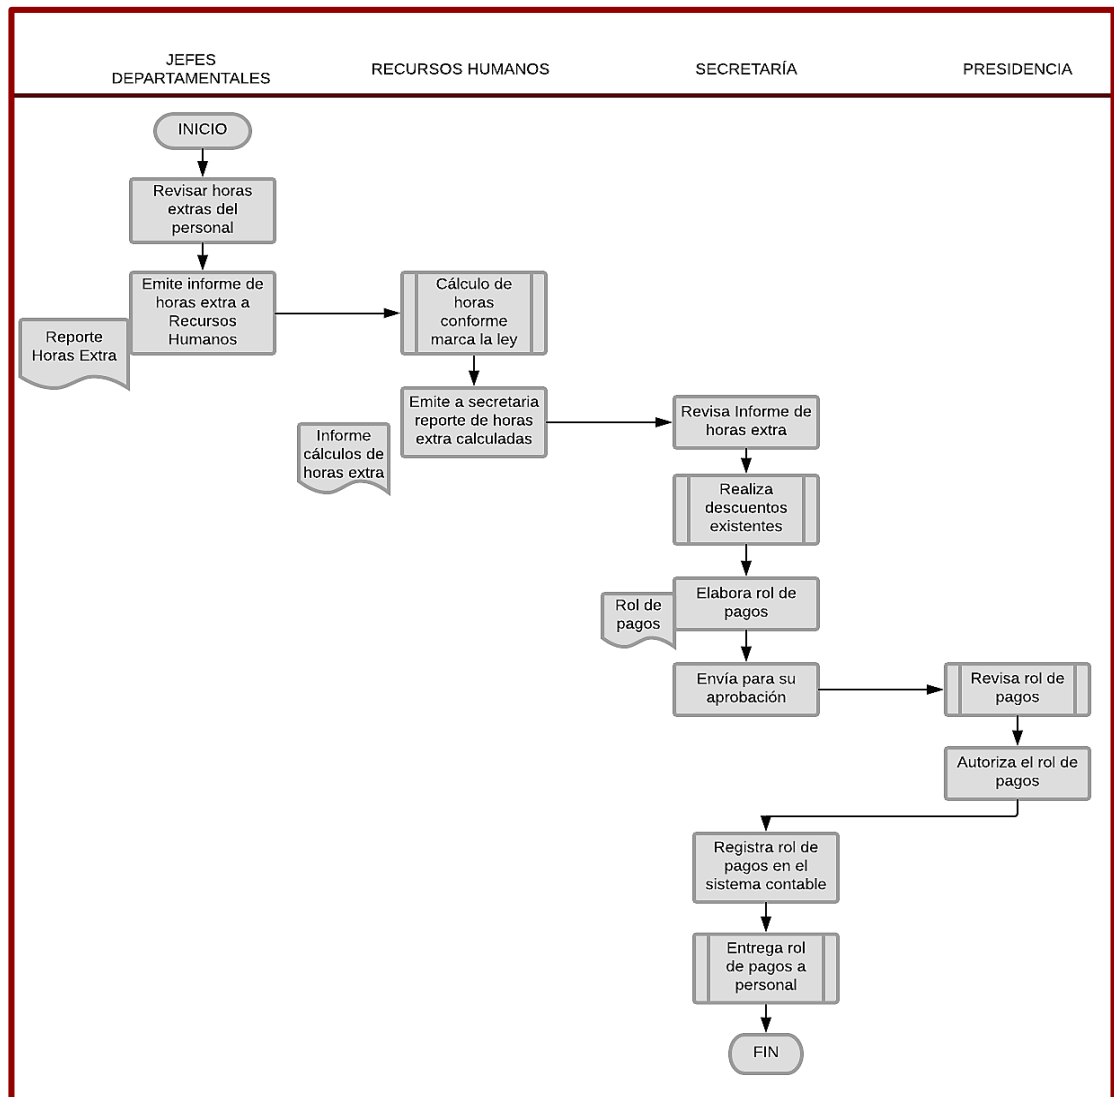 JEFES
DEPARTAMENTALES
RECURSOS HUMANOS
SECRETARÍA
PRESIDENCIA
INICIO
Revisar horas
extras del
personal
Emite informe de
horas extra a
Recursos
Humanos
Reporte
Horas Extra
Cálculo de
horas
conforme
marca la ley
Emite a secretaria
reporte de horas
extra calculadas
Informe
cálculos de
horas extra
Revisa Informe de
horas extra
Realiza
descuentos
existentes
Elabora rol de
pagos
Rol de
pagos
Envía para su
aprobación
Revisa rol de
pagos
Autoriza el rol de
pagos
Registra rol de
pagos en el
sistema contable
Entrega rol
de pagos a
personal
FIN